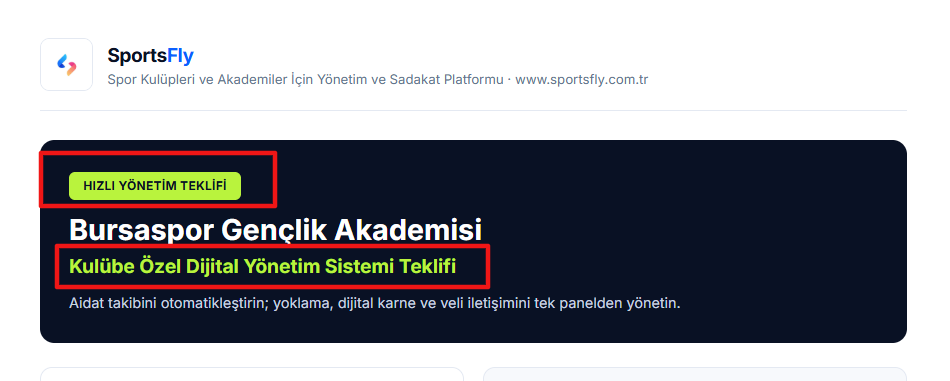 SportsFly
Spor Kulüpleri ve Akademiler İçin Yönetim ve Sadakat Platformu · www.sportsfly.com.tr
HIZLI YÖNETİM TEKLİFİ
Bursaspor Gençlik Akademisi
Kulübe Özel Dijital Yönetim Sistemi Teklifi
Aidat takibini otomatikleştirin; yoklama, dijital karne ve veli iletişimini tek panelden yönetin.